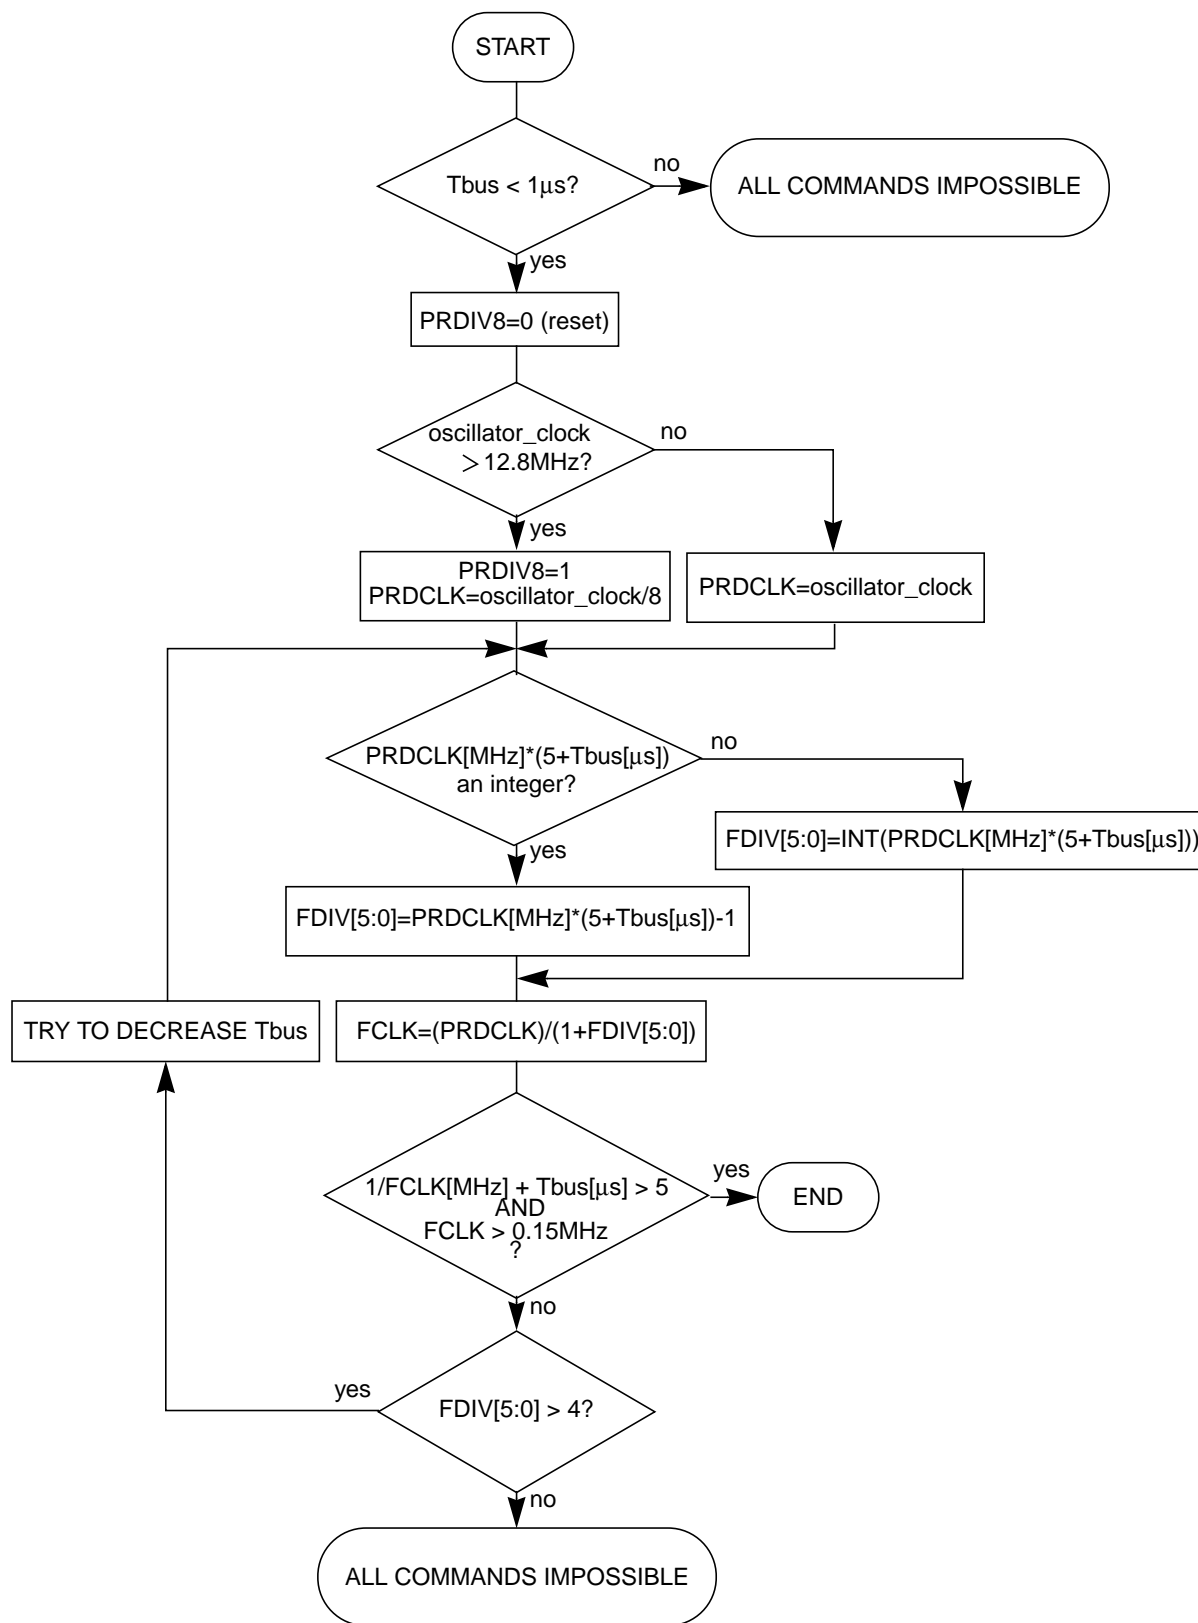 START
Tbus < 1μs?
no
ALL COMMANDS IMPOSSIBLE
yes
PRDIV8=0 (reset)
oscillator_clock
>12.8MHz?
no
yes
PRDIV8=1
PRDCLK=oscillator_clock/8
PRDCLK=oscillator_clock
PRDCLK[MHz]*(5+Tbus[μs])
an integer?
no
yes
FDIV[5:0]=INT(PRDCLK[MHz]*(5+Tbus[μs]))
FDIV[5:0]=PRDCLK[MHz]*(5+Tbus[μs])-1
TRY TO DECREASE Tbus
FCLK=(PRDCLK)/(1+FDIV[5:0])
1/FCLK[MHz] + Tbus[μs] > 5
AND
FCLK > 0.15MHz
?
yes
END
no
yes
FDIV[5:0] > 4?
no
ALL COMMANDS IMPOSSIBLE